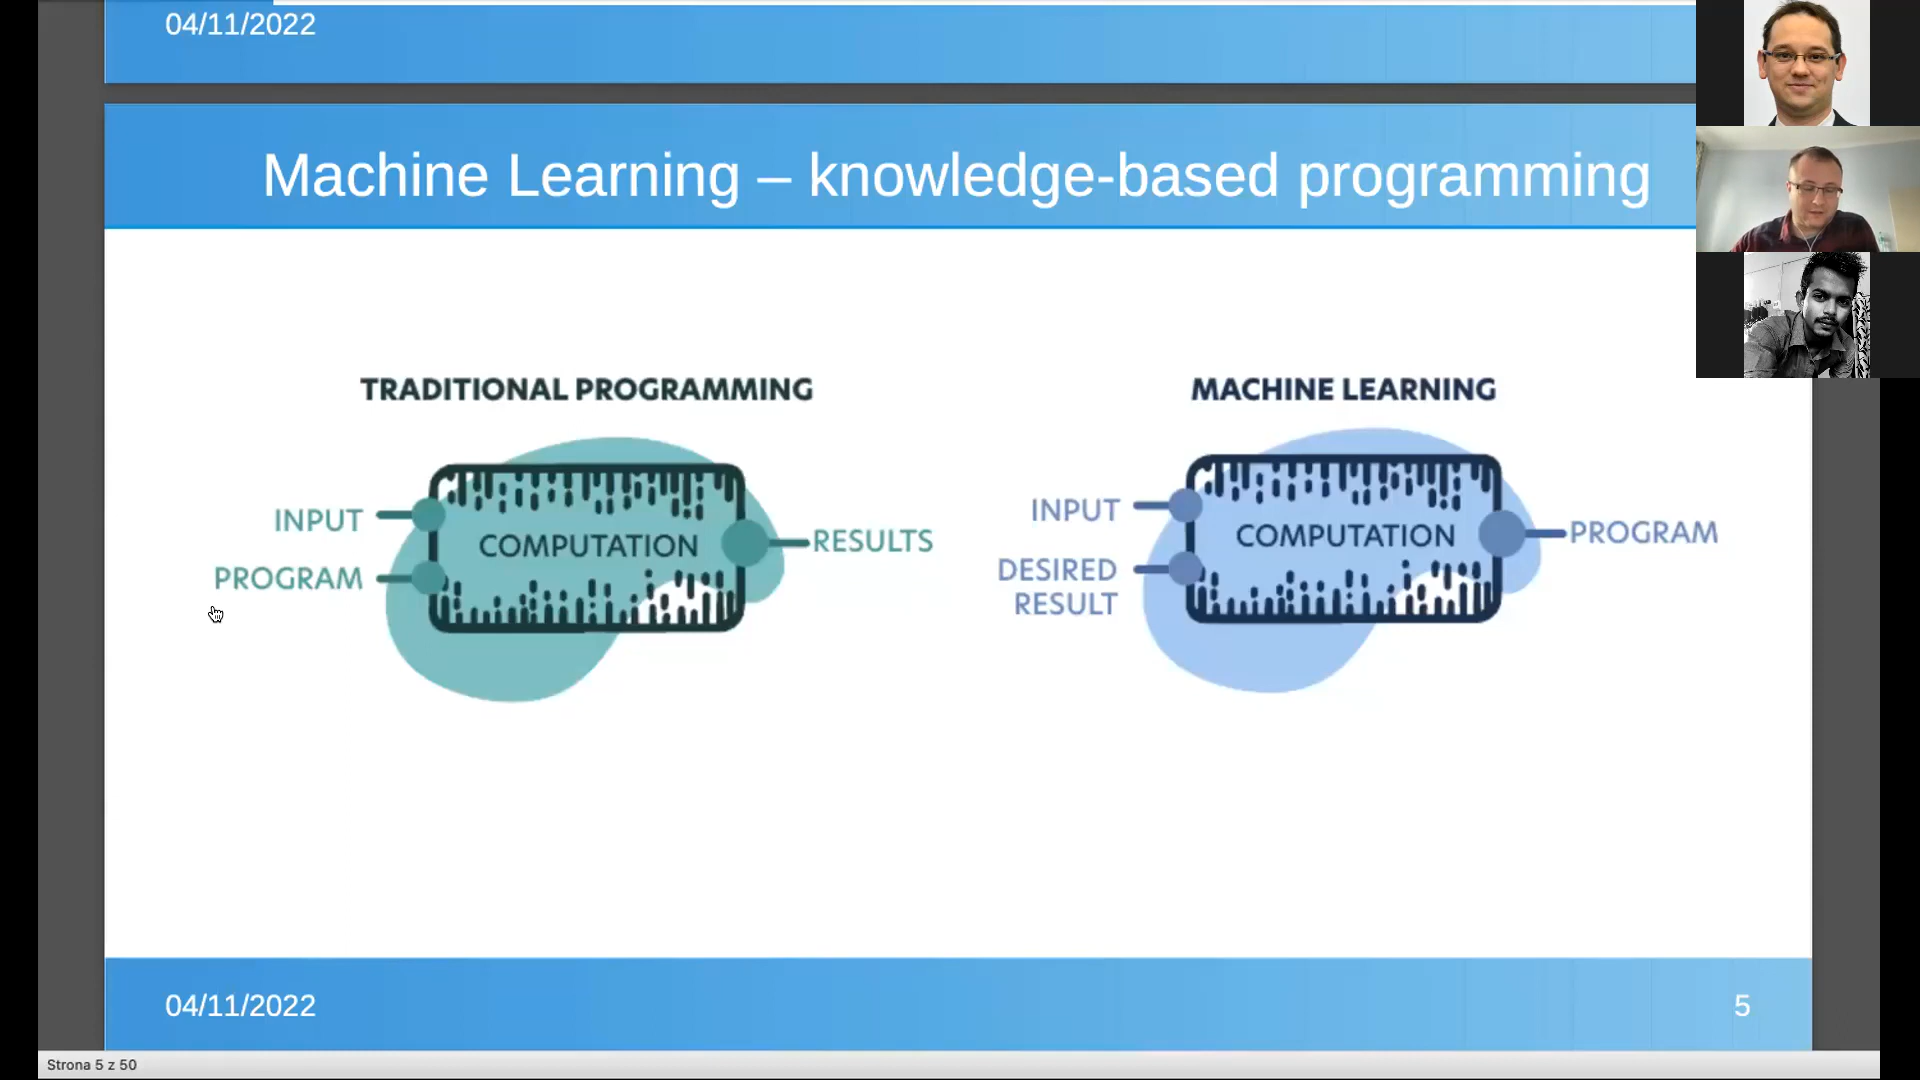 04/11/2022
Machine Learning – knowledge-based programming
TRADITIONAL PROGRAMMING
INPUT
PROGRAM
COMPUTATION
RESULTS
MACHINE LEARNING
INPUT
DESIRED
RESULT
COMPUTATION
PROGRAM
04/11/2022
5
Strona 5 z 50